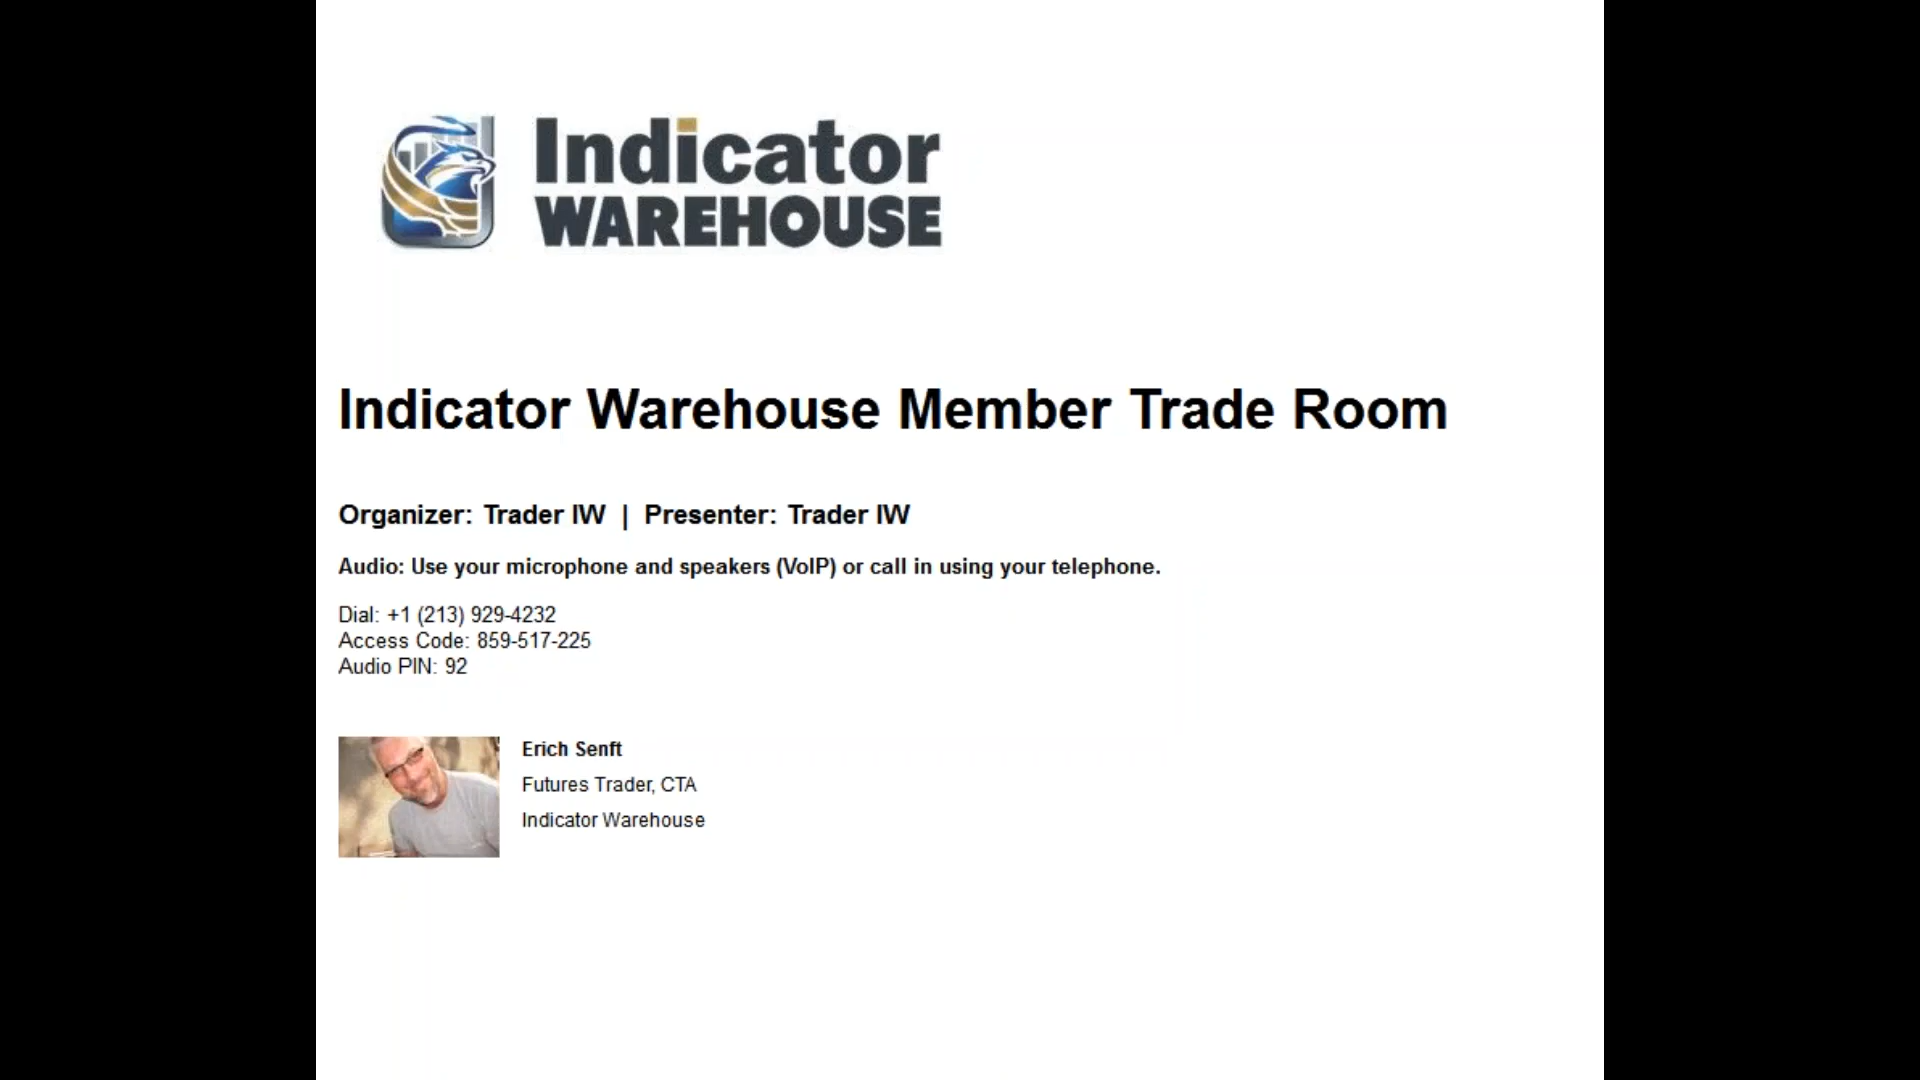 Indicator
WAREHOUSE
Indicator Warehouse Member Trade Room
Organizer: Trader IW | Presenter: Trader IW
Audio: Use your microphone and speakers (VoIP) or call in using your telephone.
Dial: +1 (213) 929-4232
Access Code: 859-517-225
Audio PIN: 92
Erich Senft
Futures Trader, CTA
Indicator Warehouse